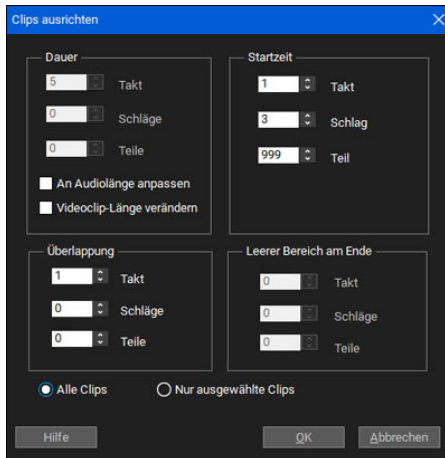 Clips ausrichten
Dauer
5 Takt
0 Schläge
0 Teile
An Audiolänge anpassen
Videoclip-Länge verändern
Startzeit
1 Takt
3 Schlag
999 Teil
Überlappung
1 Takt
0 Schläge
0 Teile
Leerer Bereich am Ende
0 Takt
0 Schläge
0 Teile
Alle Clips
Nur ausgewählte Clips
Hilfe
OK
Abbrechen